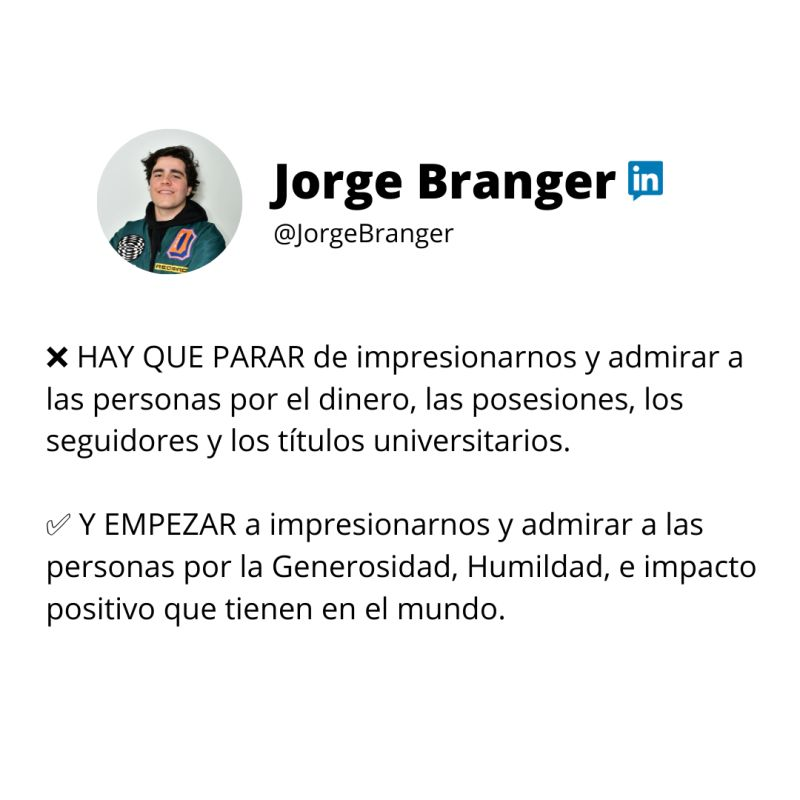 Jorge Branger in
@JorgeBranger
❌ HAY QUE PARAR de impresionarnos y admirar a
las personas por el dinero, las posesiones, los
seguidores y los títulos universitarios.
✅ Y EMPEZAR a impresionarnos y admirar a las
personas por la Generosidad, Humildad, e impacto
positivo que tienen en el mundo.